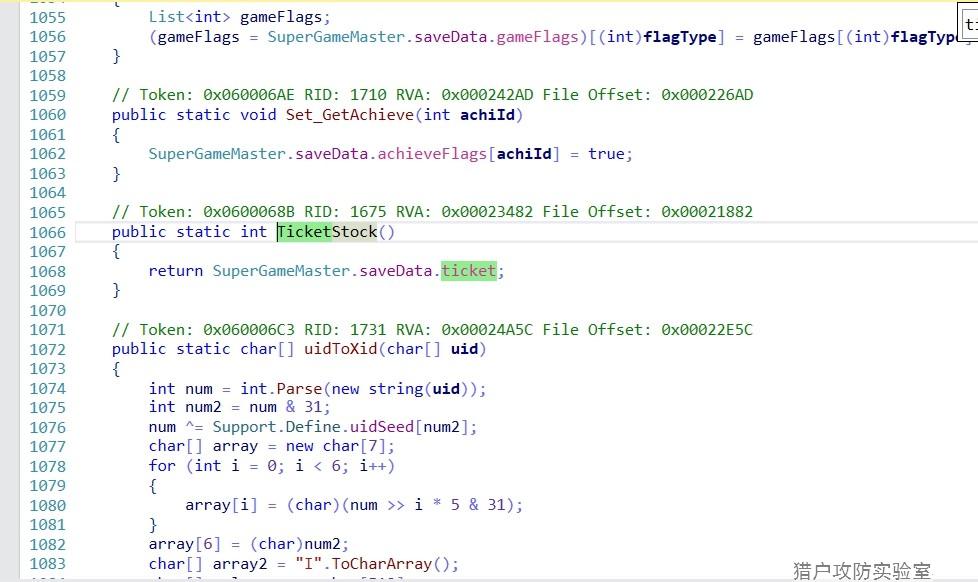 1055 List<int> gameFlags;
1056 (gameFlags = SuperGameMaster.saveData.gameFlags)[(int)flagType] = gameFlags[(int)flagType
1057 }
1058
1059 // Token: 0x060006AE RID: 1710 RVA: 0x000242AD File Offset: 0x000226AD
1060 public static void Set_GetAchieve(int achiId)
1061 {
1062 SuperGameMaster.saveData.achieveFlags[achiId] = true;
1063 }
1064
1065 // Token: 0x0600068B RID: 1675 RVA: 0x00023482 File Offset: 0x00021882
1066 public static int TicketStock()
1067 {
1068 return SuperGameMaster.saveData.ticket;
1069 }
1070
1071 // Token: 0x060006C3 RID: 1731 RVA: 0x00024A5C File Offset: 0x00022E5C
1072 public static char[] uidToXid(char[] uid)
1073 {
1074 int num = int.Parse(new string(uid));
1075 int num2 = num & 31;
1076 num ^= Support.Define.uidSeed[num2];
1077 char[] array = new char[7];
1078 for (int i = 0; i < 6; i++)
1079 {
1080 array[i] = (char)(num >> i * 5 & 31);
1081 }
1082 array[6] = (char)num2;
1083 char[] array2 = "I".ToCharArray();
猎户攻防实验室